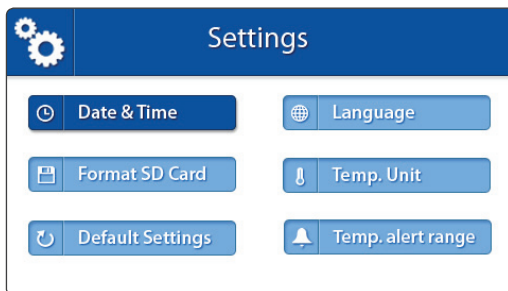 Settings
Date & Time
Language
Format SD Card
Temp. Unit
Default Settings
Temp. alert range